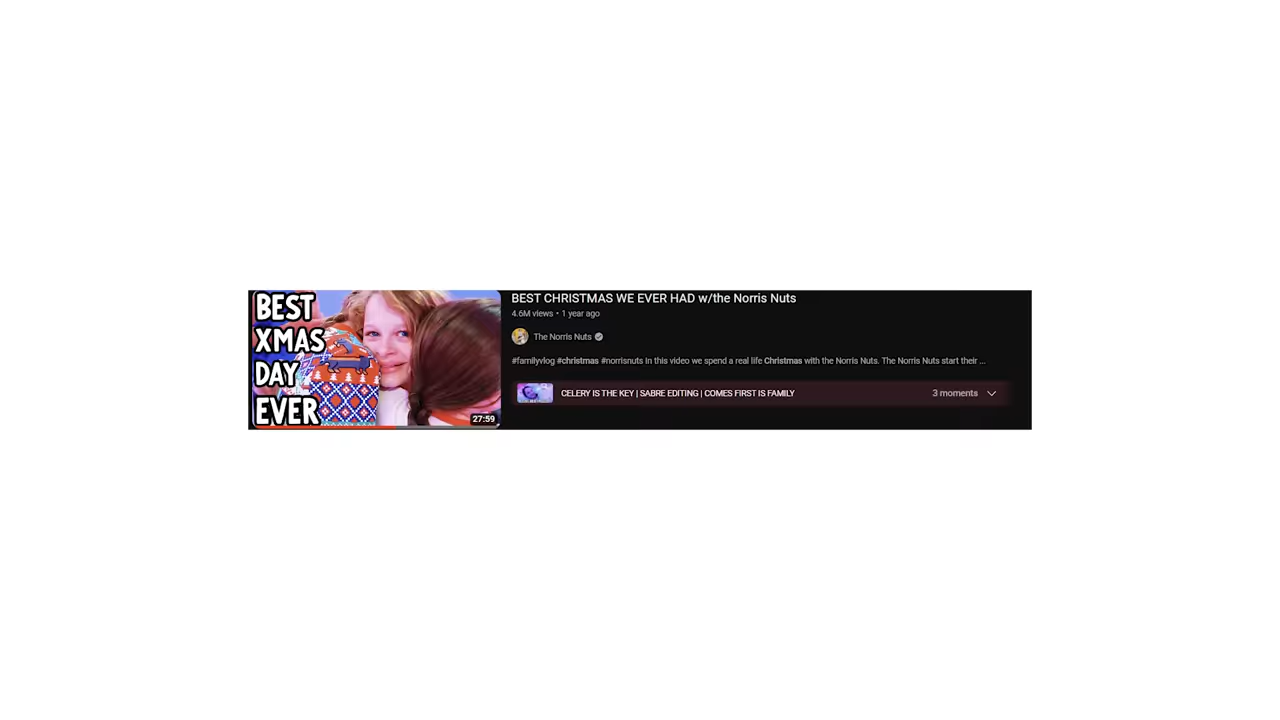 BEST
XMAS
DAY
EVER
27:59
BEST CHRISTMAS WE EVER HAD w/the Norris Nuts
4.6M views • 1 year ago
The Norris Nuts
#familyvlog #christmas #norrisnuts In this video we spend a real life Christmas with the Norris Nuts. The Norris Nuts start their ...
CELERY IS THE KEY | SABRE EDITING | COMES FIRST IS FAMILY
3 moments